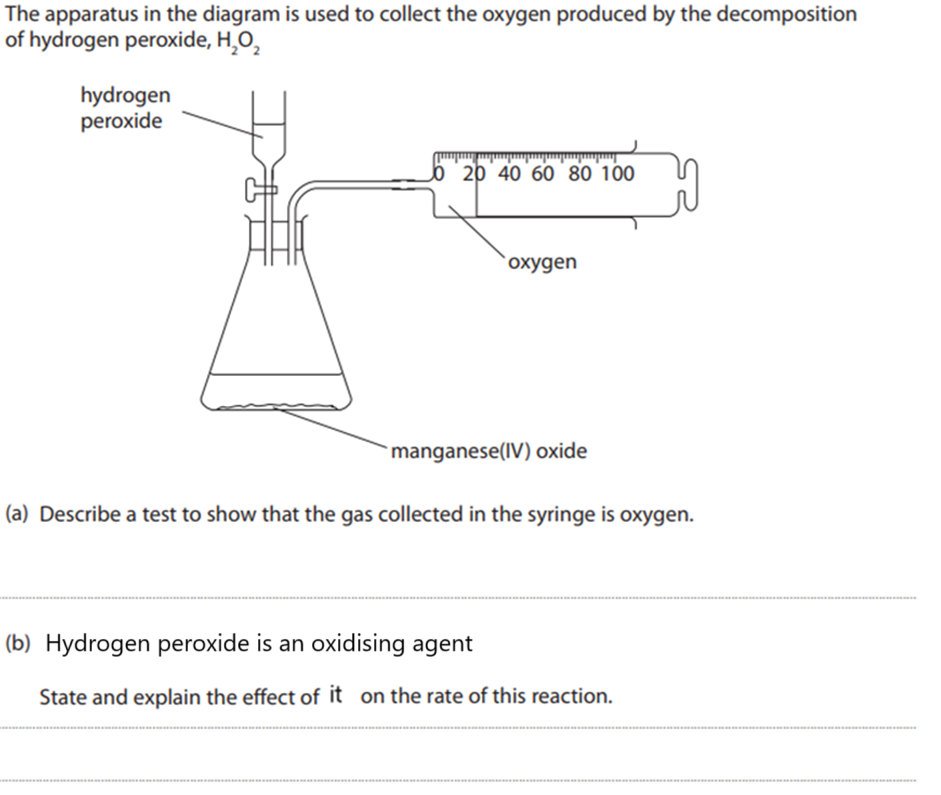 The apparatus in the diagram is used to collect the oxygen produced by the decomposition
of hydrogen peroxide, H₂O₂
hydrogen
peroxide
0 20 40 60 80 100
oxygen
manganese(IV) oxide
(a) Describe a test to show that the gas collected in the syringe is oxygen.
(b) Hydrogen peroxide is an oxidising agent
State and explain the effect of it on the rate of this reaction.